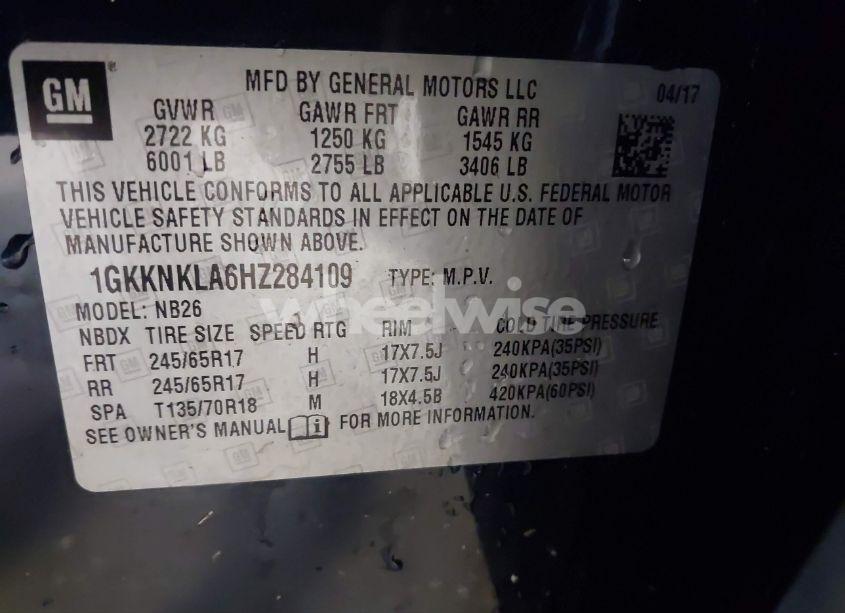 GM
MFD BY GENERAL MOTORS LLC 04/17
GVWR GAWR FRT GAWR RR
2722 KG 1250 KG 1545 KG
6001 LB 2755 LB 3406 LB
THIS VEHICLE CONFORMS TO ALL APPLICABLE U.S. FEDERAL MOTOR
VEHICLE SAFETY STANDARDS IN EFFECT ON THE DATE OF
MANUFACTURE SHOWN ABOVE.
1GKKNKLA6HZ284109 TYPE: M.P.V.
wheelwise
MODEL: NB26
NBDX TIRE SIZE SPEED RTG RIM COLD TIRE PRESSURE
FRT 245/65R17 H 17X7.5J 240KPA(35PSI)
RR 245/65R17 H 17X7.5J 240KPA(35PSI)
SPA T135/70R18 M 18X4.5B 420KPA(60PSI)
SEE OWNER'S MANUAL i FOR MORE INFORMATION.